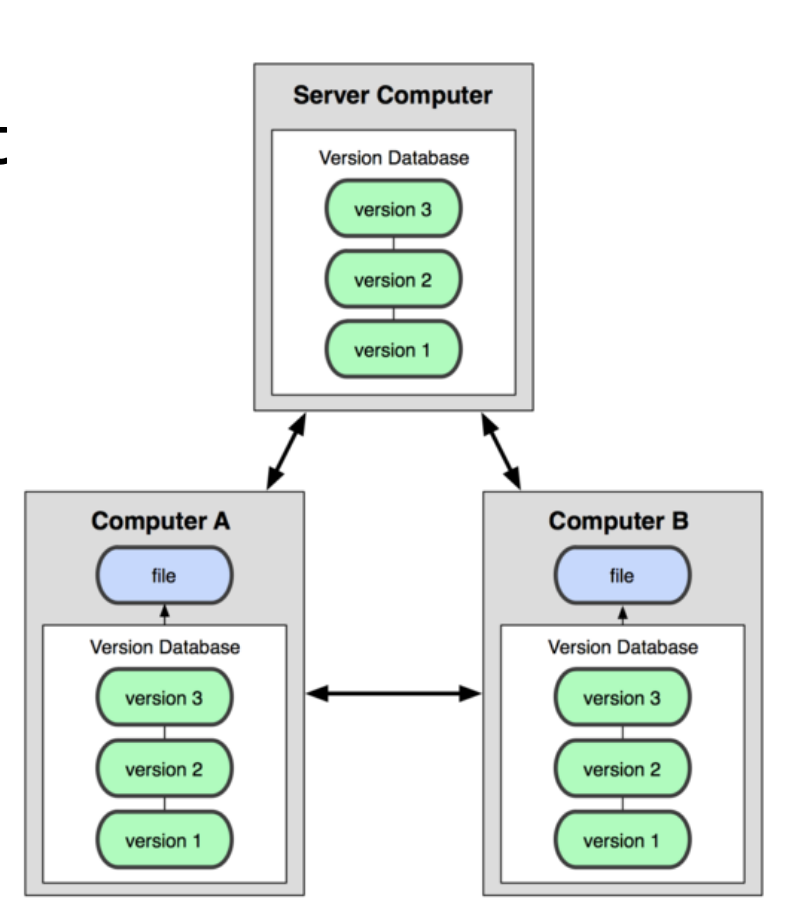 Server Computer
Version Database
version 3
version 2
version 1
Computer A
file
Version Database
version 3
version 2
version 1
Computer B
file
Version Database
version 3
version 2
version 1